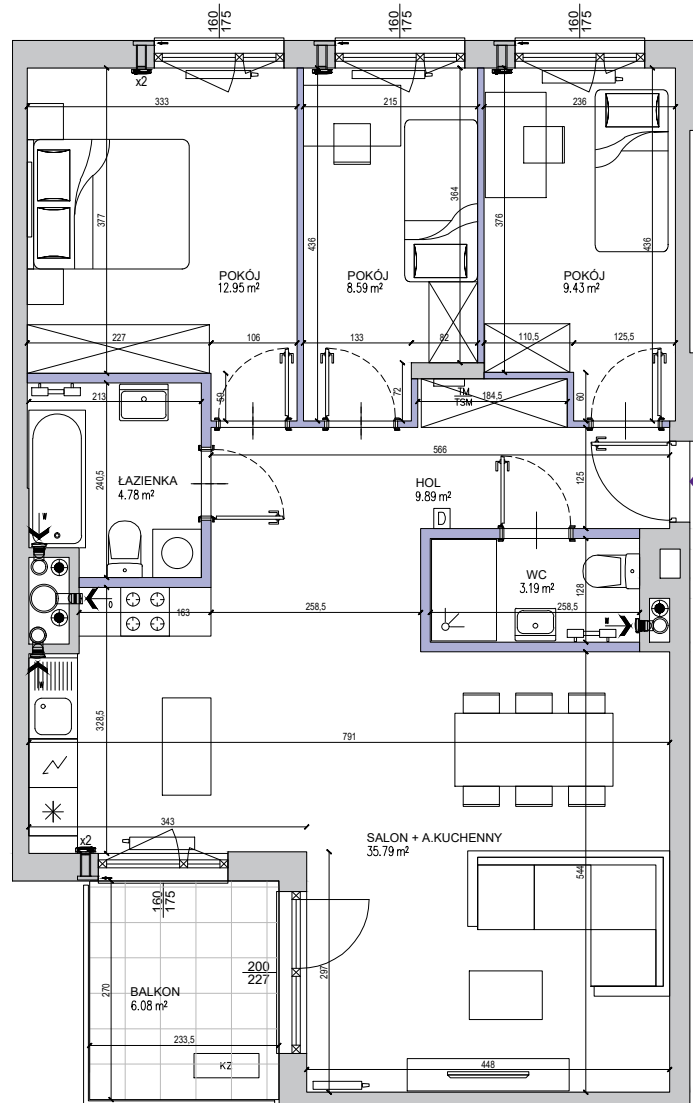 160
175
160
175
160
175
x2
333
215
236
377
436
364
376
436
POKÓJ
12.95 m²
POKÓJ
8.59 m²
POKÓJ
9.43 m²
227
106
133
82
110,5
125,5
60
72
60
TM
TSM
184,5
213
566
ŁAZIENKA
4.78 m²
240,5
HOL
9.89 m²
125
D
WC
3.19 m²
128
163
258,5
258,5
328,5
791
343
SALON + A.KUCHENNY
35.79 m²
544
x2
160
175
200
227
297
270
BALKON
6.08 m²
233,5
KZ
448